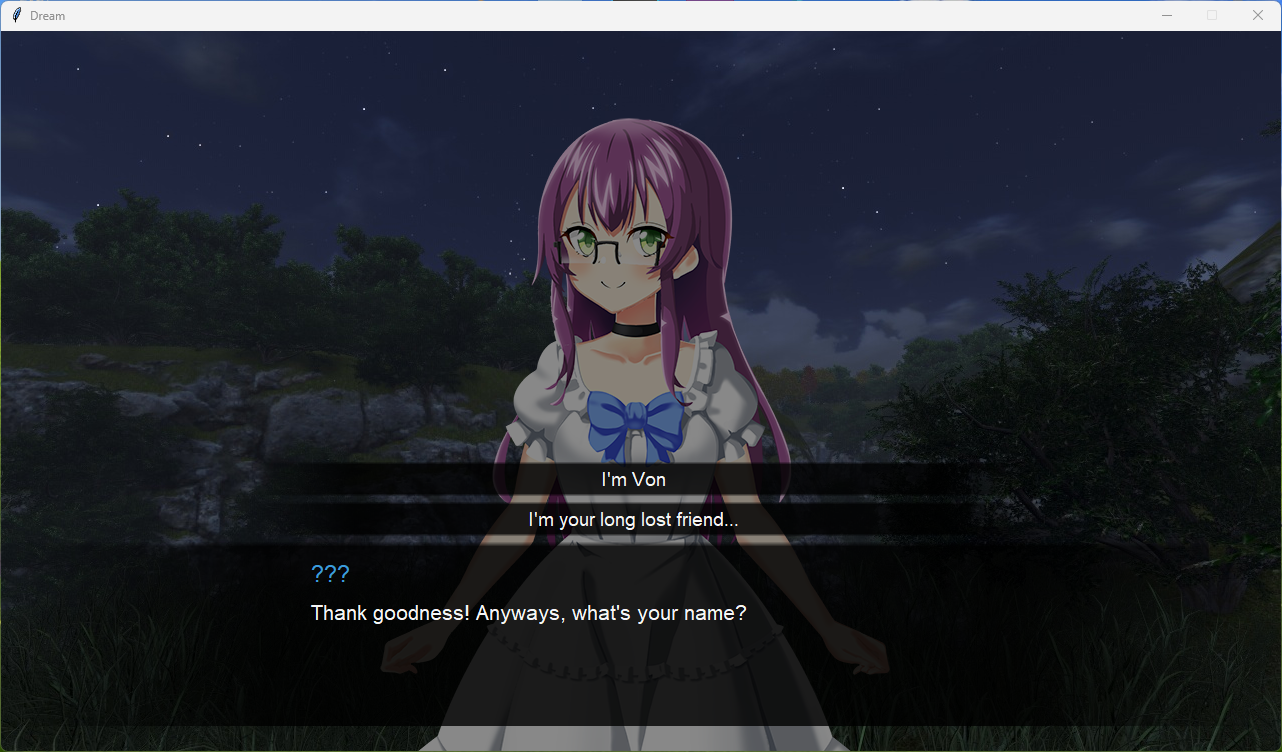 Dream
I'm Von
I'm your long lost friend...
???
Thank goodness! Anyways, what's your name?